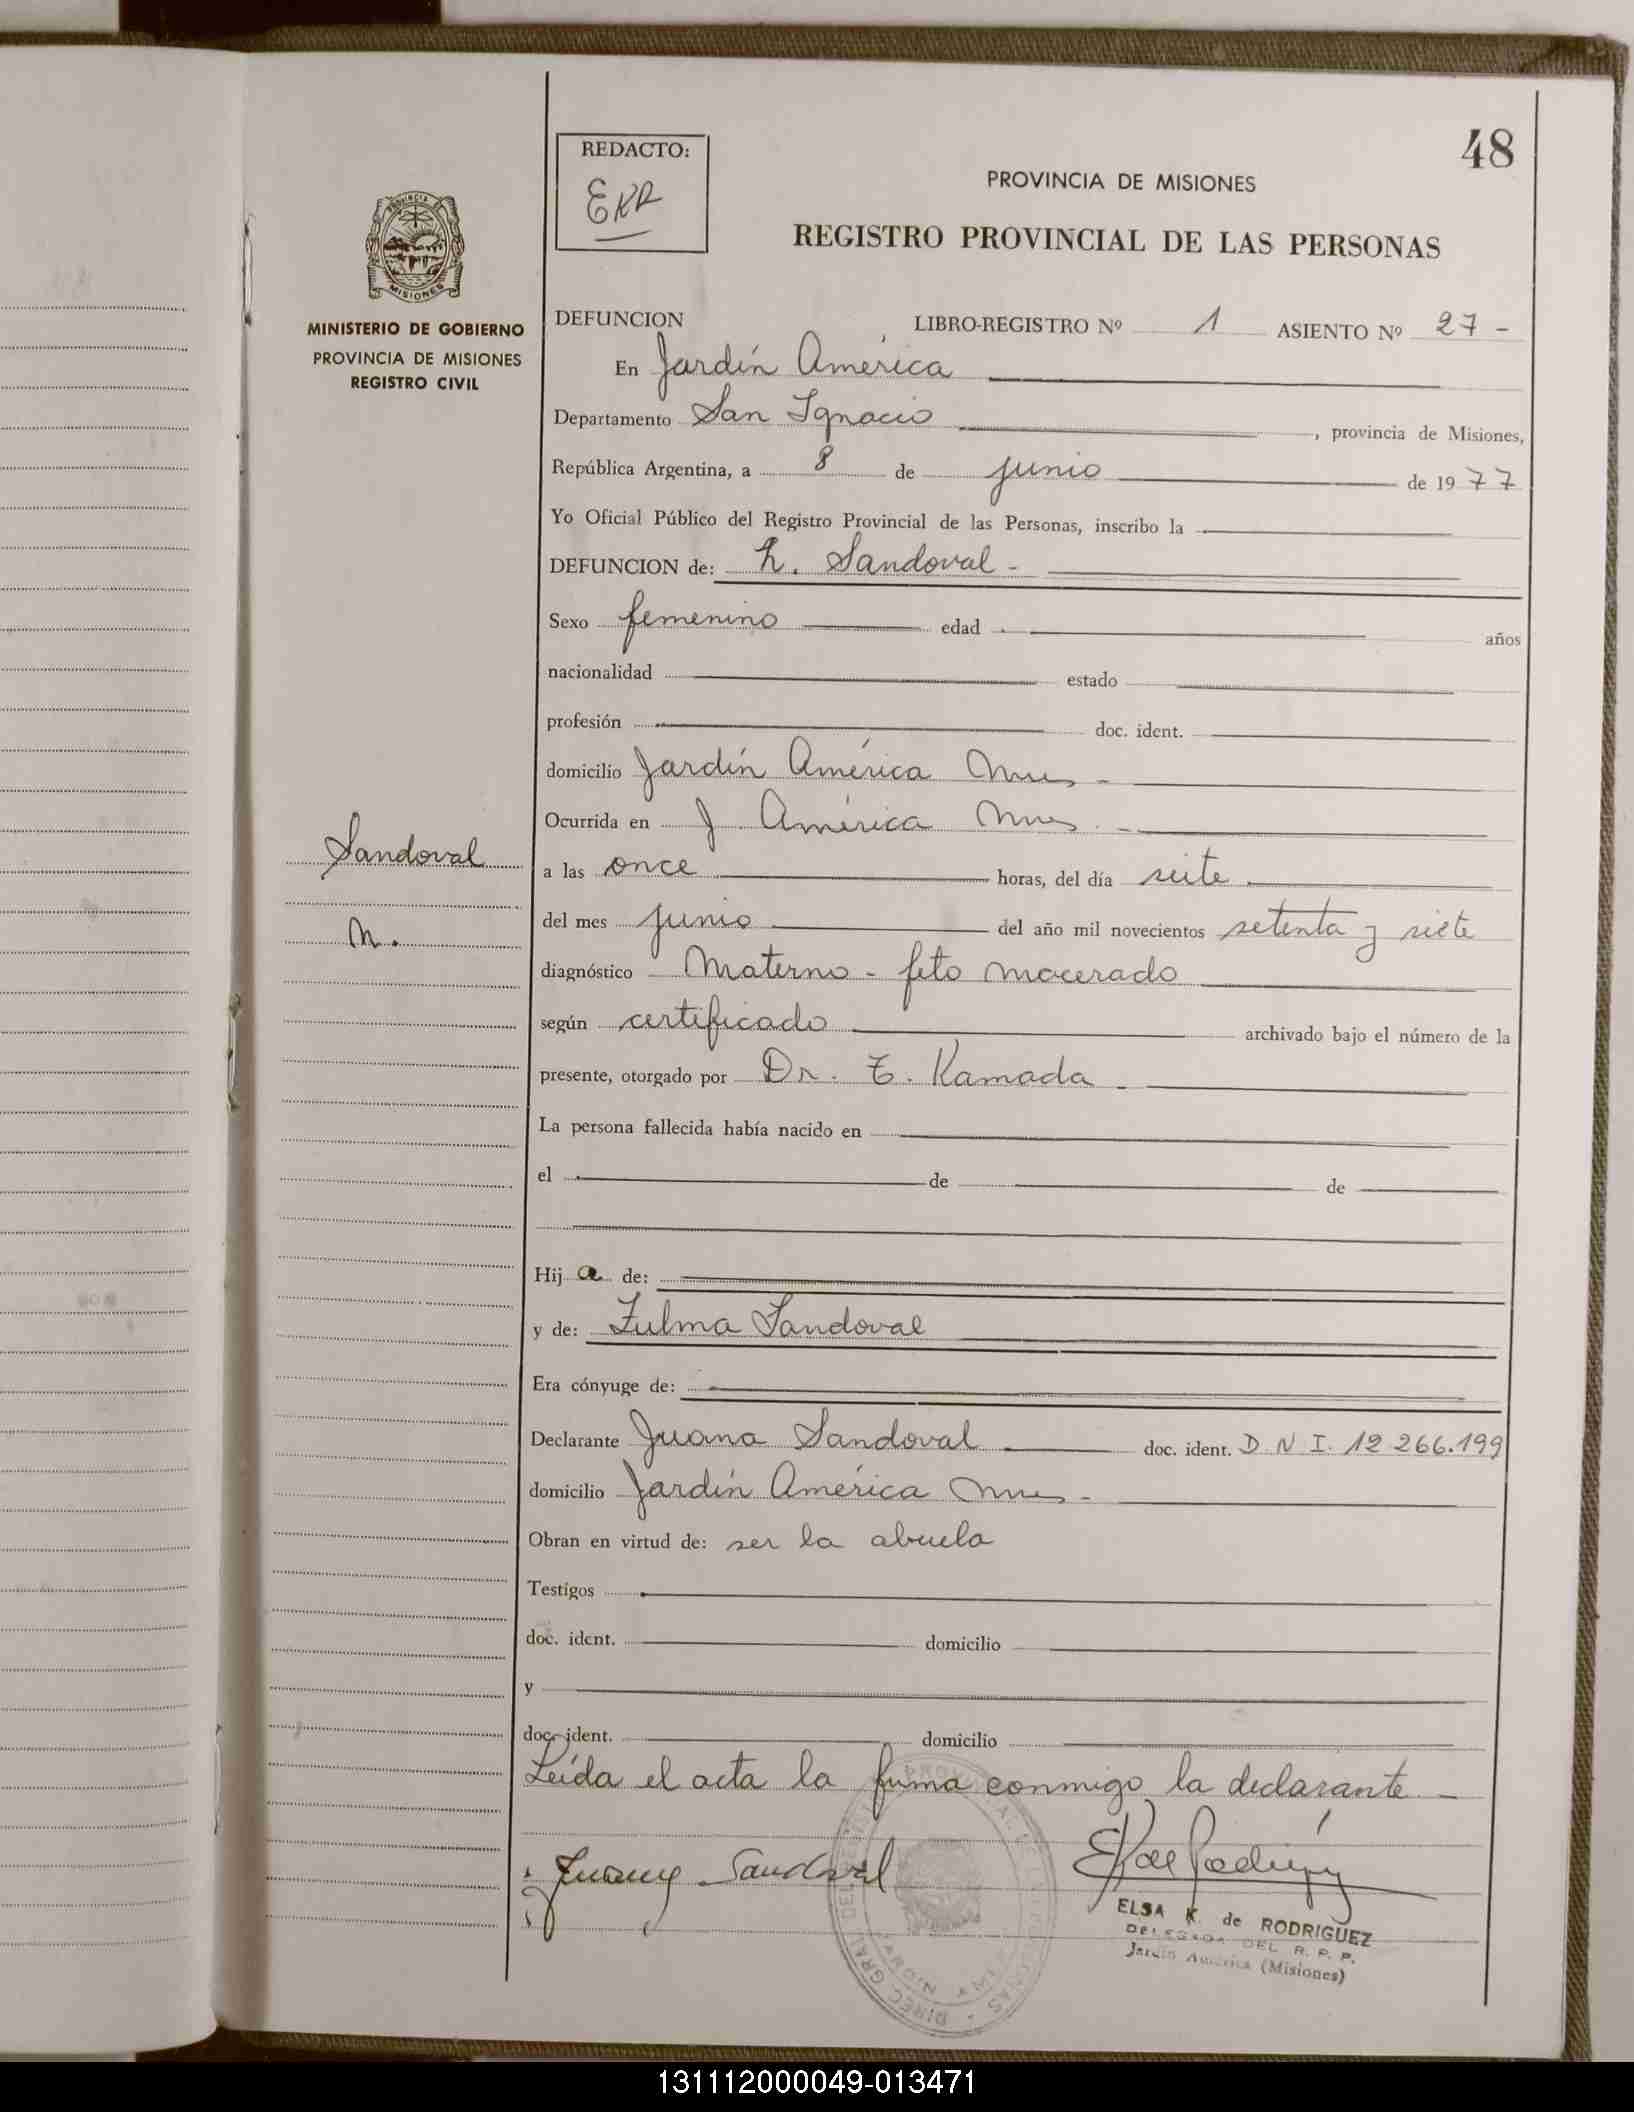 48
REDACTO:
EKR
PROVINCIA DE MISIONES
REGISTRO PROVINCIAL DE LAS PERSONAS
PROVINCIA DE
MISIONES
MINISTERIO DE GOBIERNO
PROVINCIA DE MISIONES
REGISTRO CIVIL
DEFUNCION LIBRO-REGISTRO Nº 1 ASIENTO Nº 27 -
En Jardín América
Departamento San Ignacio, provincia de Misiones,
República Argentina, a 8 de junio de 1977
Yo Oficial Público del Registro Provincial de las Personas, inscribo la
DEFUNCION de: N. Sandoval -
Sexo femenino edad años
nacionalidad estado
profesión doc. ident.
domicilio Jardín América Mnes -
Ocurrida en J. América Mnes. -
Sandoval
N.
a las once horas, del día siete
del mes junio del año mil novecientos setenta y siete
diagnóstico Materno - feto macerado
según certificado archivado bajo el número de la
presente, otorgado por Dr. T. Kamada -
La persona fallecida había nacido en
el de de
Hija de:
y de: Zulma Sandoval
Era cónyuge de:
Declarante Juana Sandoval doc. ident. D N I. 12.266.199
domicilio Jardín América Mnes -
Obran en virtud de: ser la abuela
Testigos
doc. ident. domicilio
y
doc. ident. domicilio
Leída el acta la firma conmigo la declarante -
Juana Sandoval
ELSA K. de RODRIGUEZ
DELEGADA DEL R. P. P.
Jardín América (Misiones)
131112000049-013471